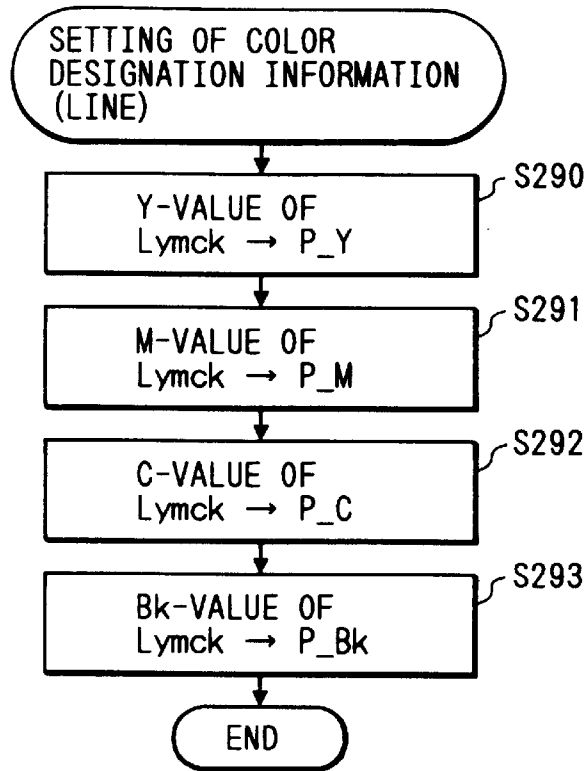 SETTING OF COLOR
DESIGNATION INFORMATION
(LINE)
S290
Y-VALUE OF
Lymck → P_Y
S291
M-VALUE OF
Lymck → P_M
S292
C-VALUE OF
Lymck → P_C
S293
Bk-VALUE OF
Lymck → P_Bk
END